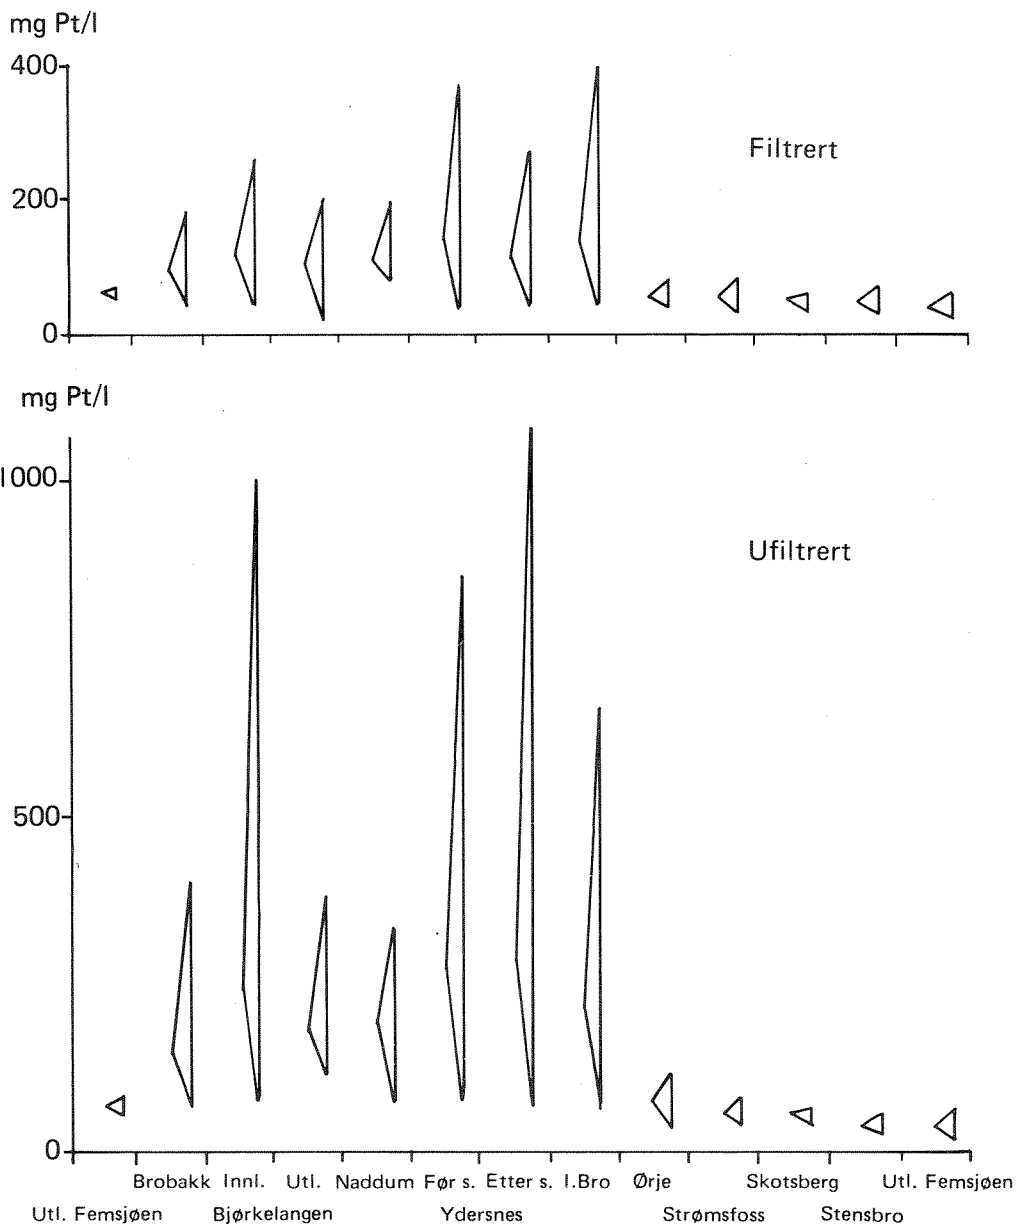 mg Pt/l
400
Filtrert
200
0
mg Pt/l
1000
Ufiltrert
500
0
Brobakk Innl. Utl. Naddum Før s. Etter s. l.Bro Ørje Skotsberg Utl. Femsjøen
Utl. Femsjøen Bjørkelangen Ydersnes Strømsfoss Stensbro